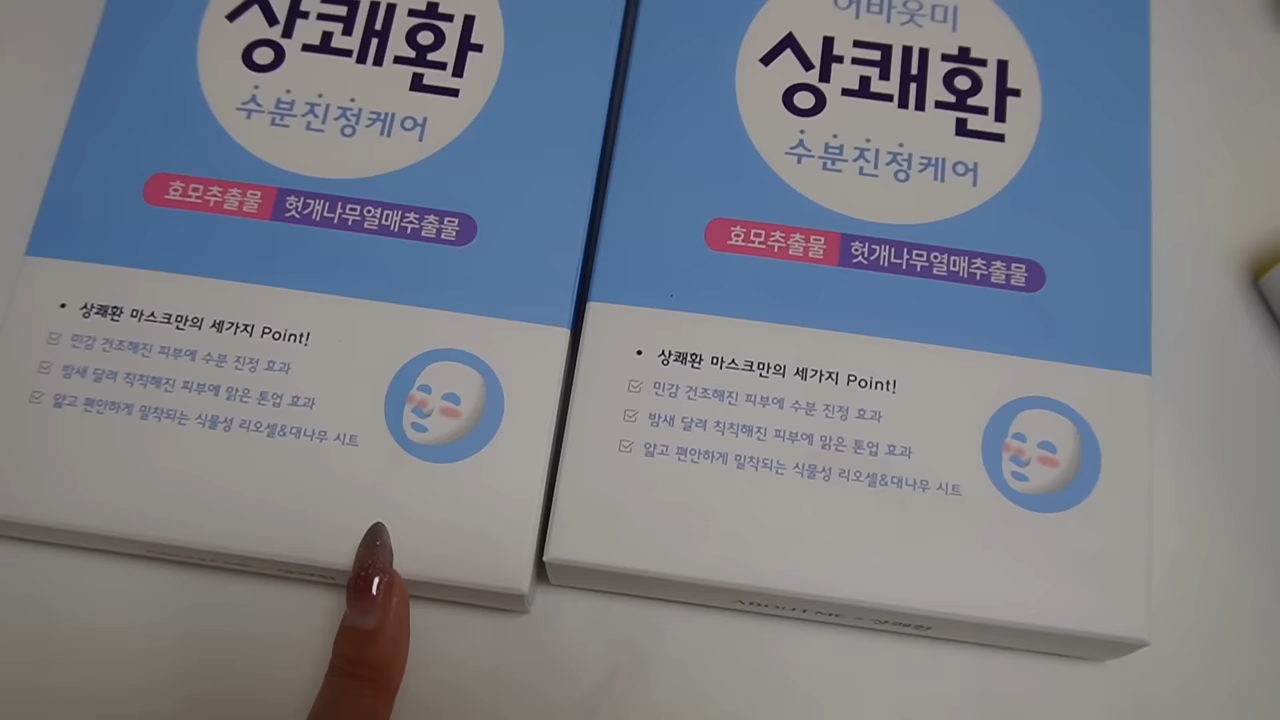 상쾌환
수분진정케어
효모추출물 헛개나무열매추출물
• 상쾌환 마스크만의 세가지 Point!
민감 건조해진 피부에 수분 진정 효과
밤새 달려 칙칙해진 피부에 맑은 톤업 효과
얇고 편안하게 밀착되는 식물성 리오셀&대나무 시트
어바웃미
상쾌환
수분진정케어
효모추출물 헛개나무열매추출물
• 상쾌환 마스크만의 세가지 Point!
민감 건조해진 피부에 수분 진정 효과
밤새 달려 칙칙해진 피부에 맑은 톤업 효과
얇고 편안하게 밀착되는 식물성 리오셀&대나무 시트
ABOUT ME x 상쾌환